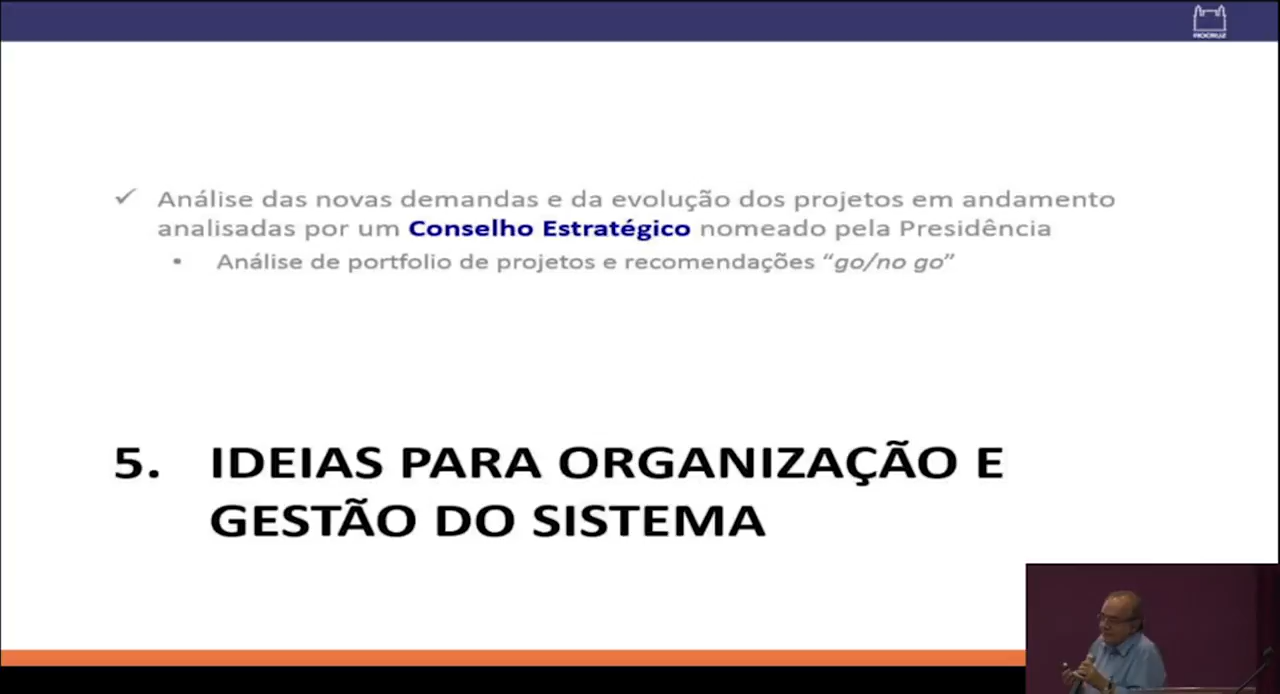 FIOCRUZ
✓ Análise das novas demandas e da evolução dos projetos em andamento
analisadas por um Conselho Estratégico nomeado pela Presidência
• Análise de portfolio de projetos e recomendações “go/no go”
5. IDEIAS PARA ORGANIZAÇÃO E
GESTÃO DO SISTEMA